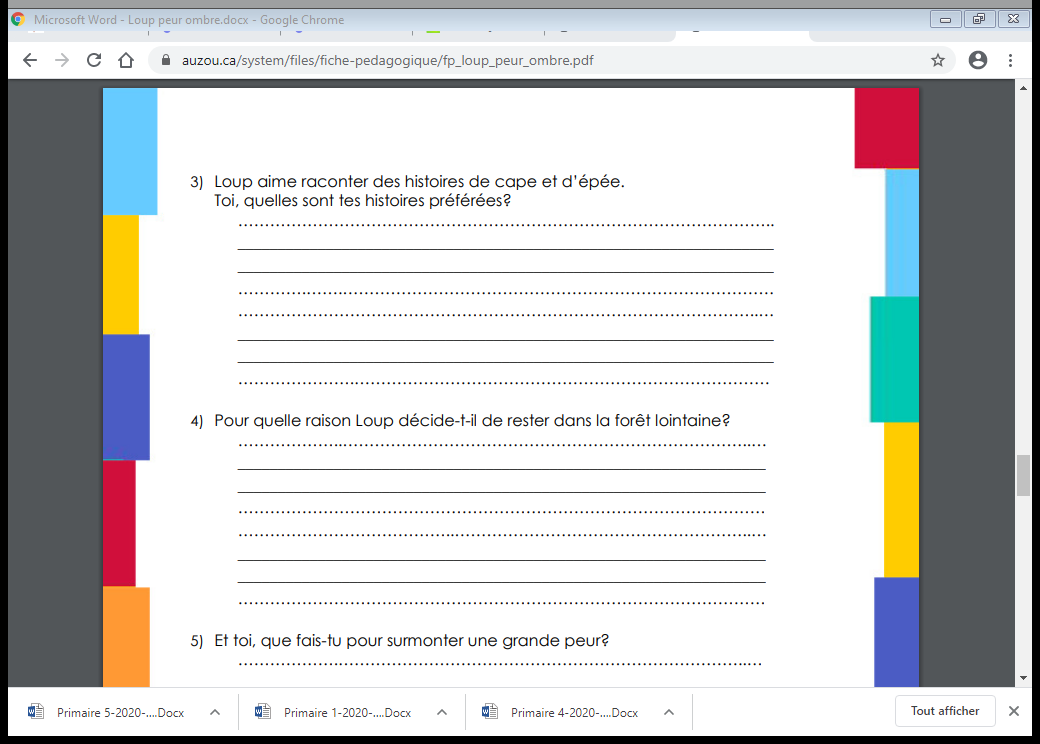 Microsoft Word - Loup peur ombre.docx - Google Chrome
auzou.ca/system/files/fiche-pedagogique/fp_loup_peur_ombre.pdf
3) Loup aime raconter des histoires de cape et d'épée.
Toi, quelles sont tes histoires préférées?
4) Pour quelle raison Loup décide-t-il de rester dans la forêt lointaine?
5) Et toi, que fais-tu pour surmonter une grande peur?
Primaire 5-2020-....Docx
Primaire 1-2020-....Docx
Primaire 4-2020-....Docx
Tout afficher